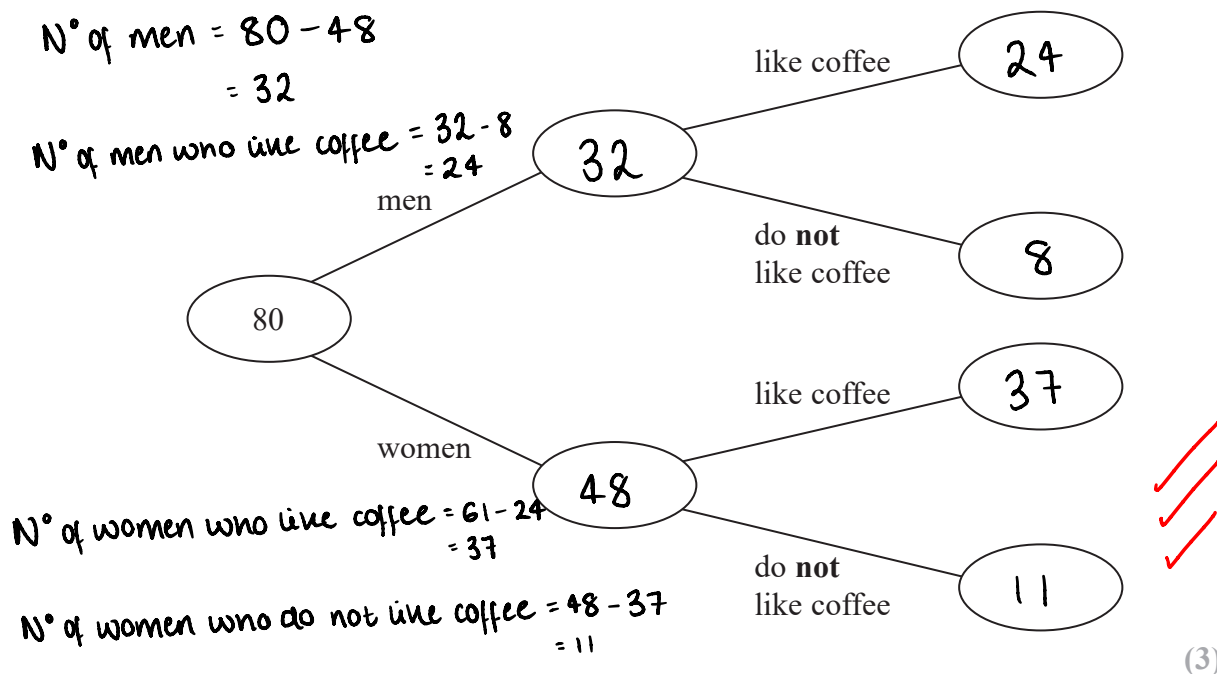 N° of men = 80 - 48
= 32
like coffee
24
N° of men who like coffee = 32 - 8
= 24
32
men
do not
like coffee
8
80
like coffee
37
women
48
N° of women who like coffee = 61 - 24
= 37
do not
like coffee
11
N° of women who do not like coffee = 48 - 37
= 11
(3)